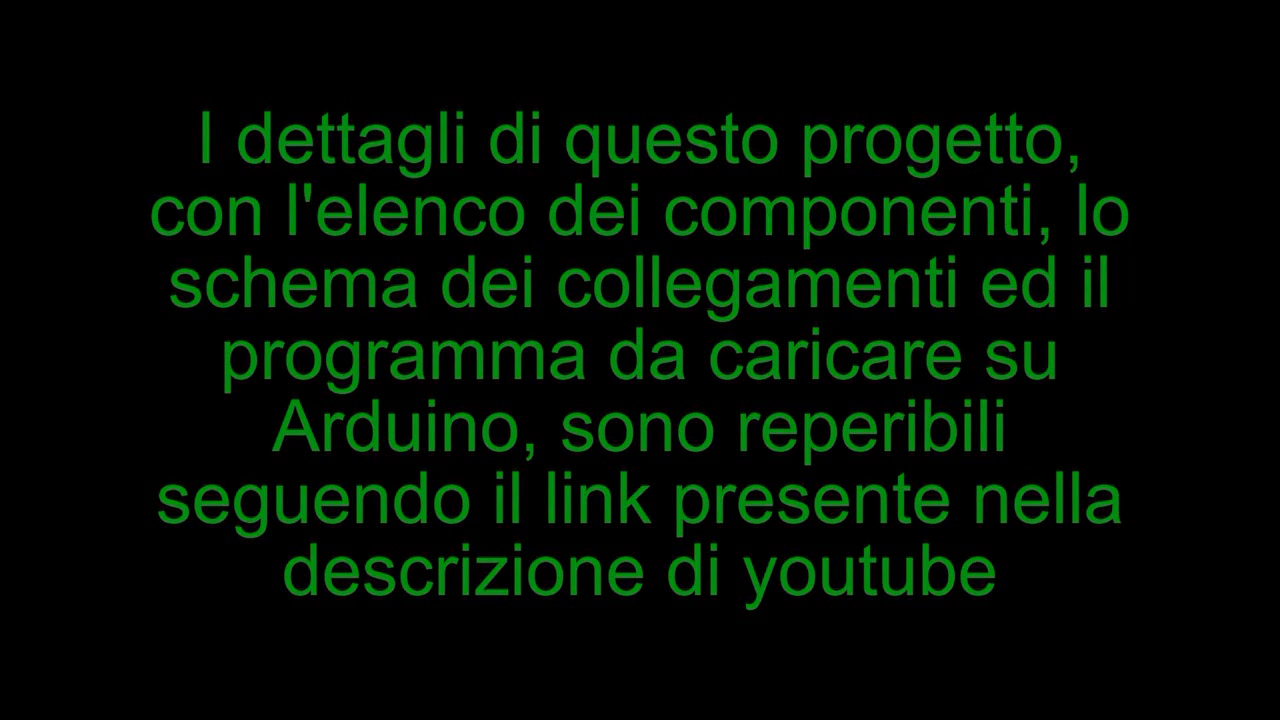 I dettagli di questo progetto,
con l'elenco dei componenti, lo
schema dei collegamenti ed il
programma da caricare su
Arduino, sono reperibili
seguendo il link presente nella
descrizione di youtube